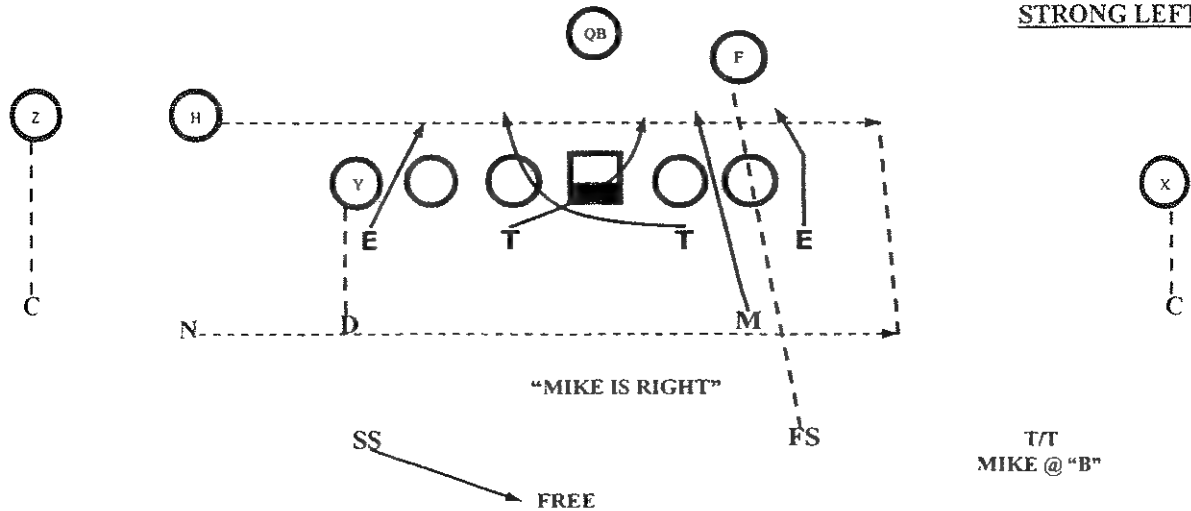 STRONG LEFT
QB
F
Z
H
Y
X
E
T
T
E
C
N
D
M
C
“MIKE IS RIGHT”
SS
FS
T/T
MIKE @ “B”
FREE